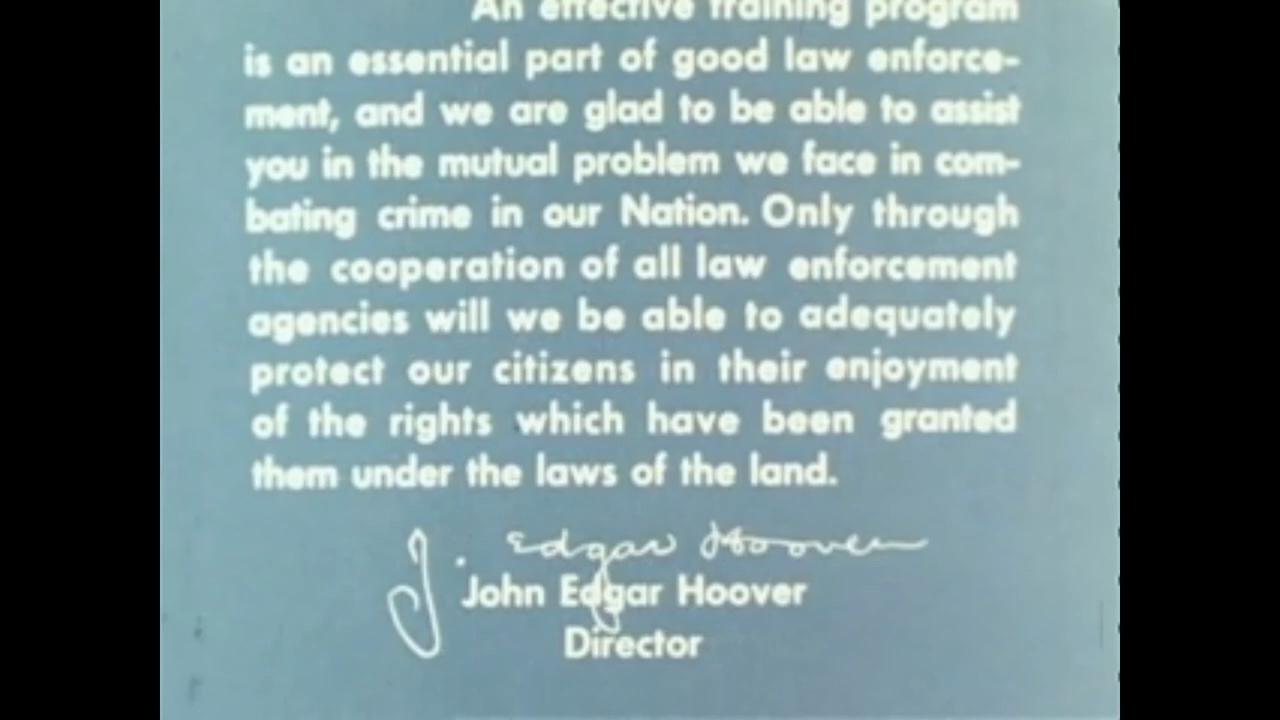 An effective training program
is an essential part of good law enforce-
ment, and we are glad to be able to assist
you in the mutual problem we face in com-
bating crime in our Nation. Only through
the cooperation of all law enforcement
agencies will we be able to adequately
protect our citizens in their enjoyment
of the rights which have been granted
them under the laws of the land.
J. Edgar Hoover
John Edgar Hoover
Director